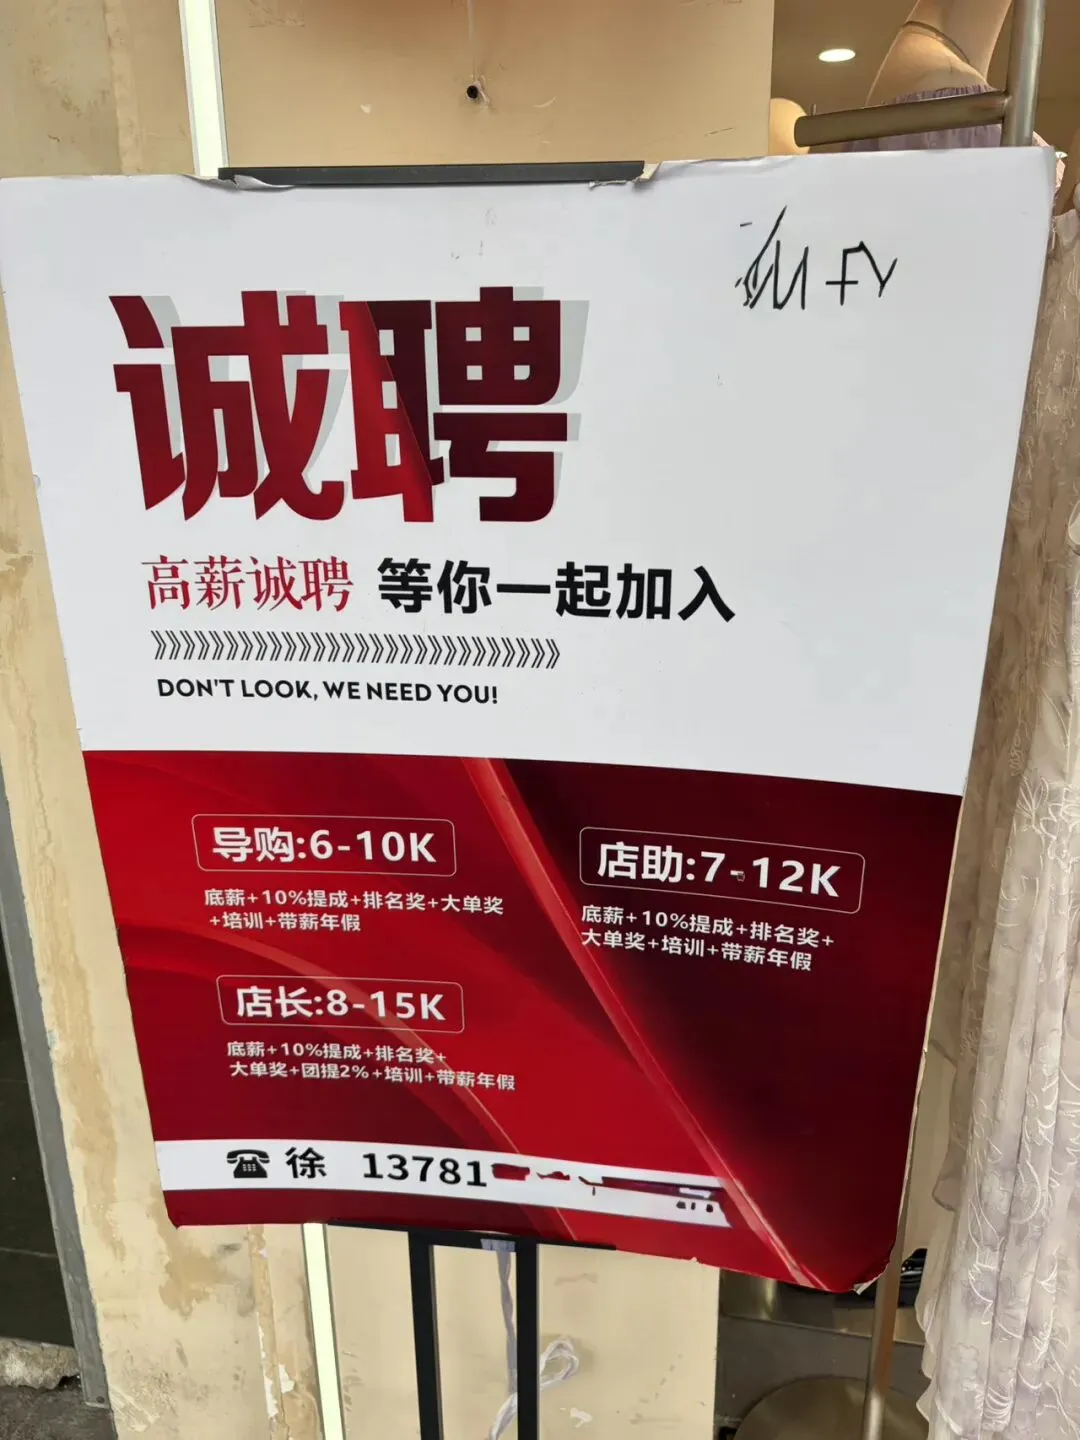 诚聘
高薪诚聘 等你一起加入
DON'T LOOK, WE NEED YOU!
导购:6-10K
底薪+10%提成+排名奖+大单奖
+培训+带薪年假
店助:7-12K
底薪+10%提成+排名奖+
大单奖+培训+带薪年假
店长:8-15K
底薪+10%提成+排名奖+
大单奖+团提2%+培训+带薪年假
徐 13781